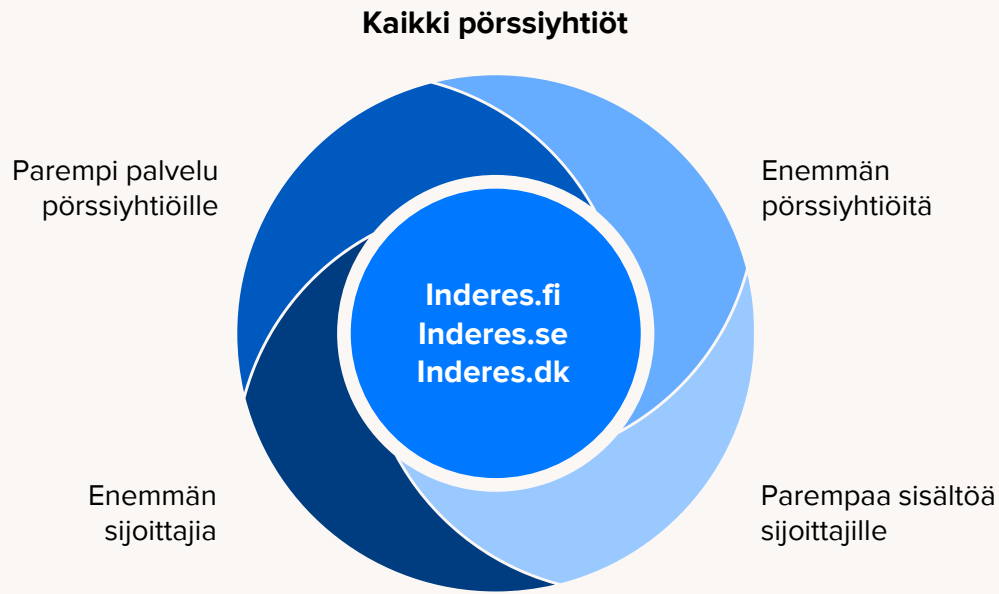 Kaikki pörssiyhtiöt
Parempi palvelu
pörssiyhtiöille
Enemmän
pörssiyhtiöitä
Inderes.fi
Inderes.se
Inderes.dk
Enemmän
sijoittajia
Parempaa sisältöä
sijoittajille